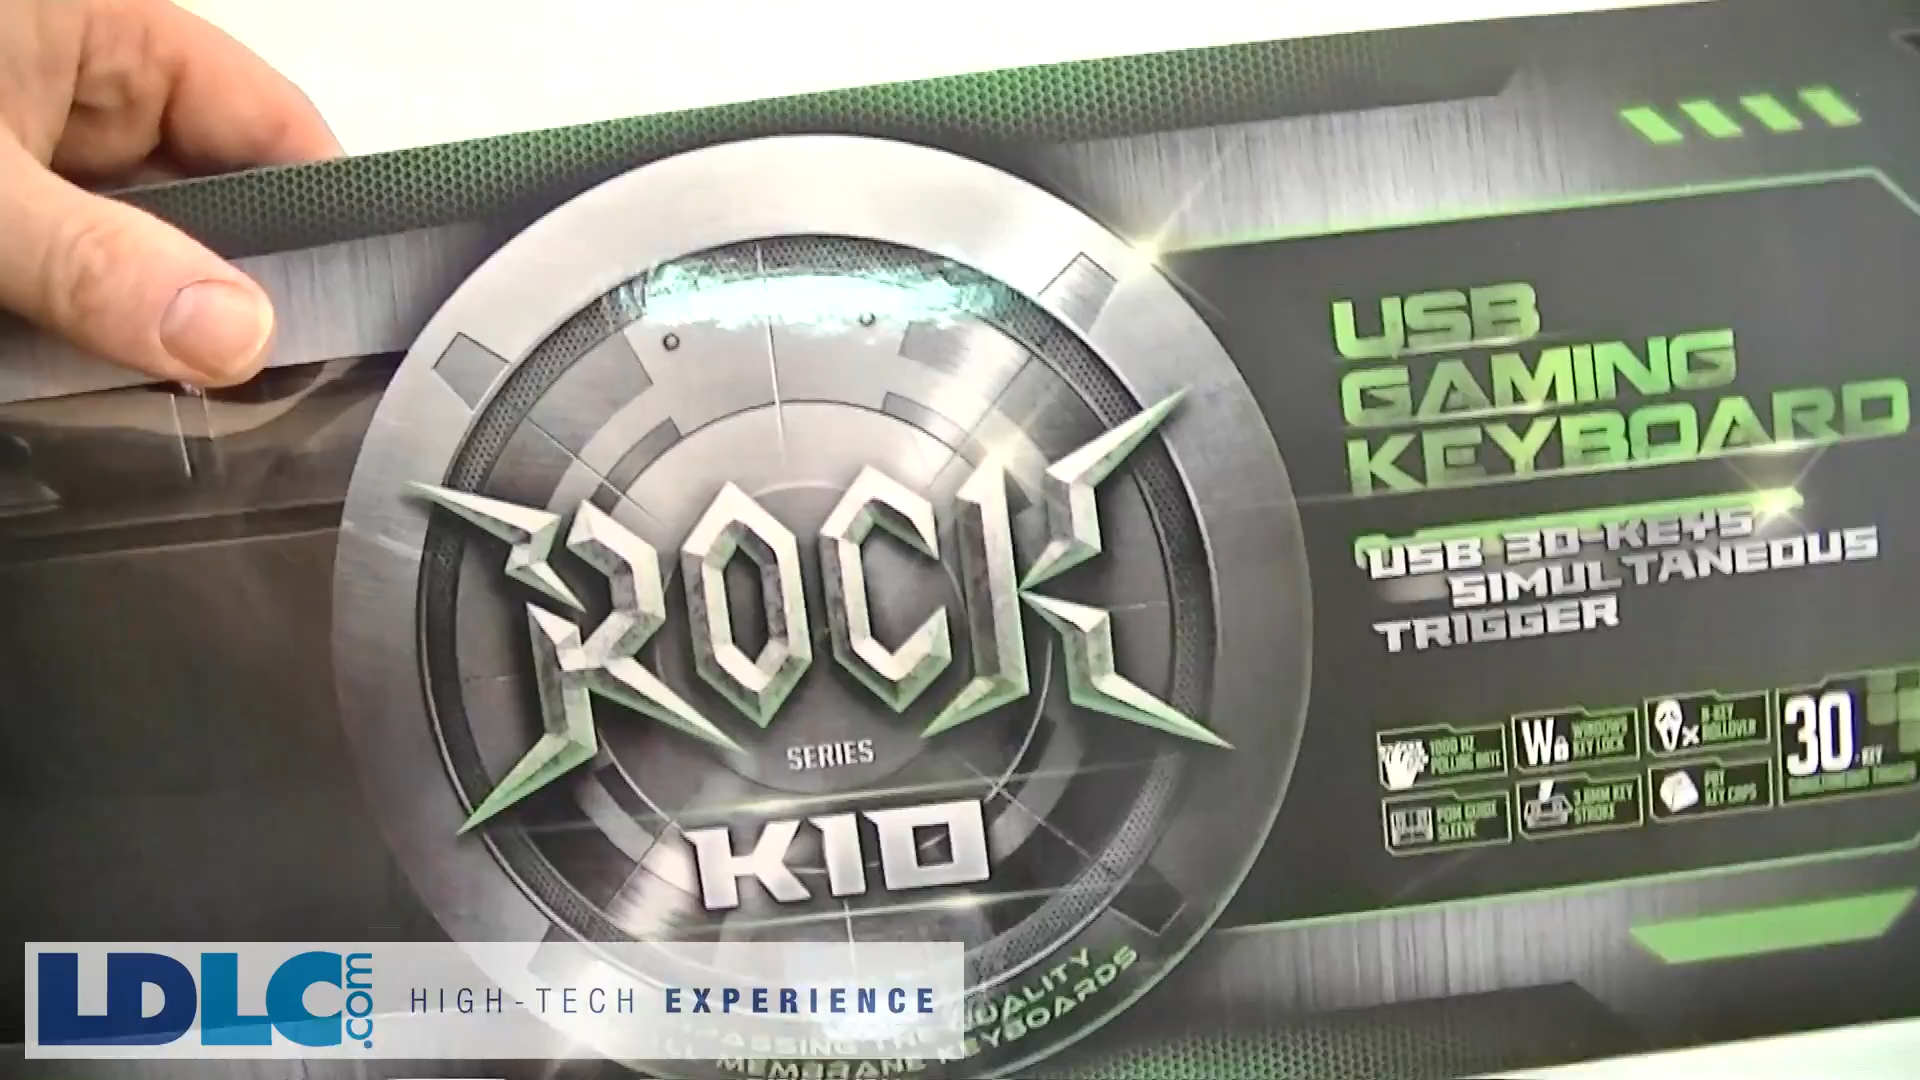 USB
GAMING
KEYBOARD
USB 30-KEYS
SIMULTANEOUS
TRIGGER
ROCK
SERIES
K10
1000 HZ
POLLING RATE
W WINDOWS
KEY LOCK
N-KEY
ROLLOVER
30 KEY
POM GUIDE
SLEEVE
3.8MM KEY
STROKE
PBT
KEY CAPS
QUALITY
MEMBRANE KEYBOARDS
LDLC.com
HIGH-TECH EXPERIENCE